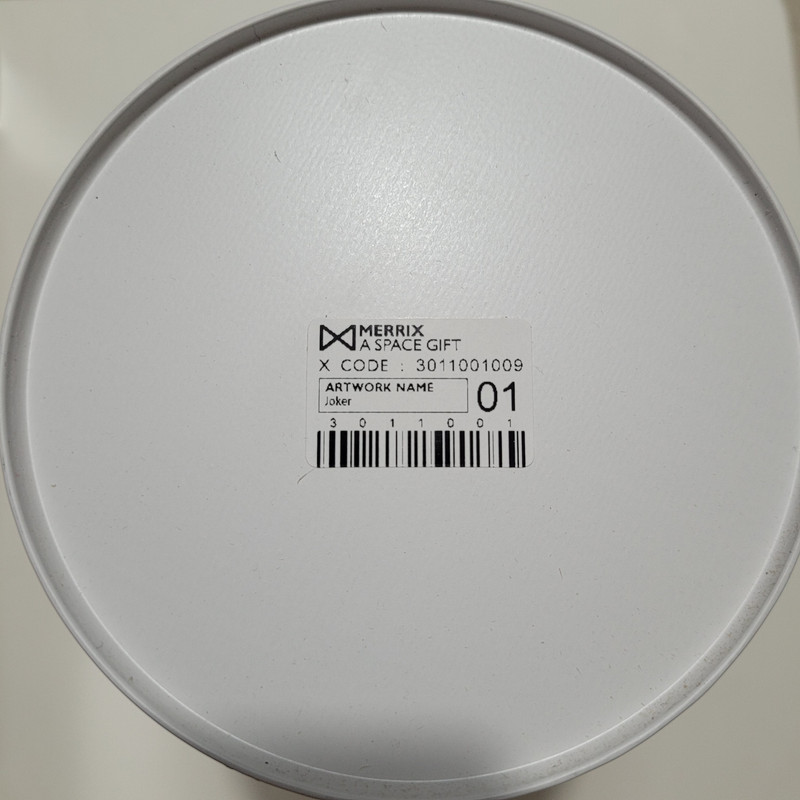 MERRIX
A SPACE GIFT
X CODE : 3011001009
ARTWORK NAME
Joker
01
3 0 1 1 0 0 1